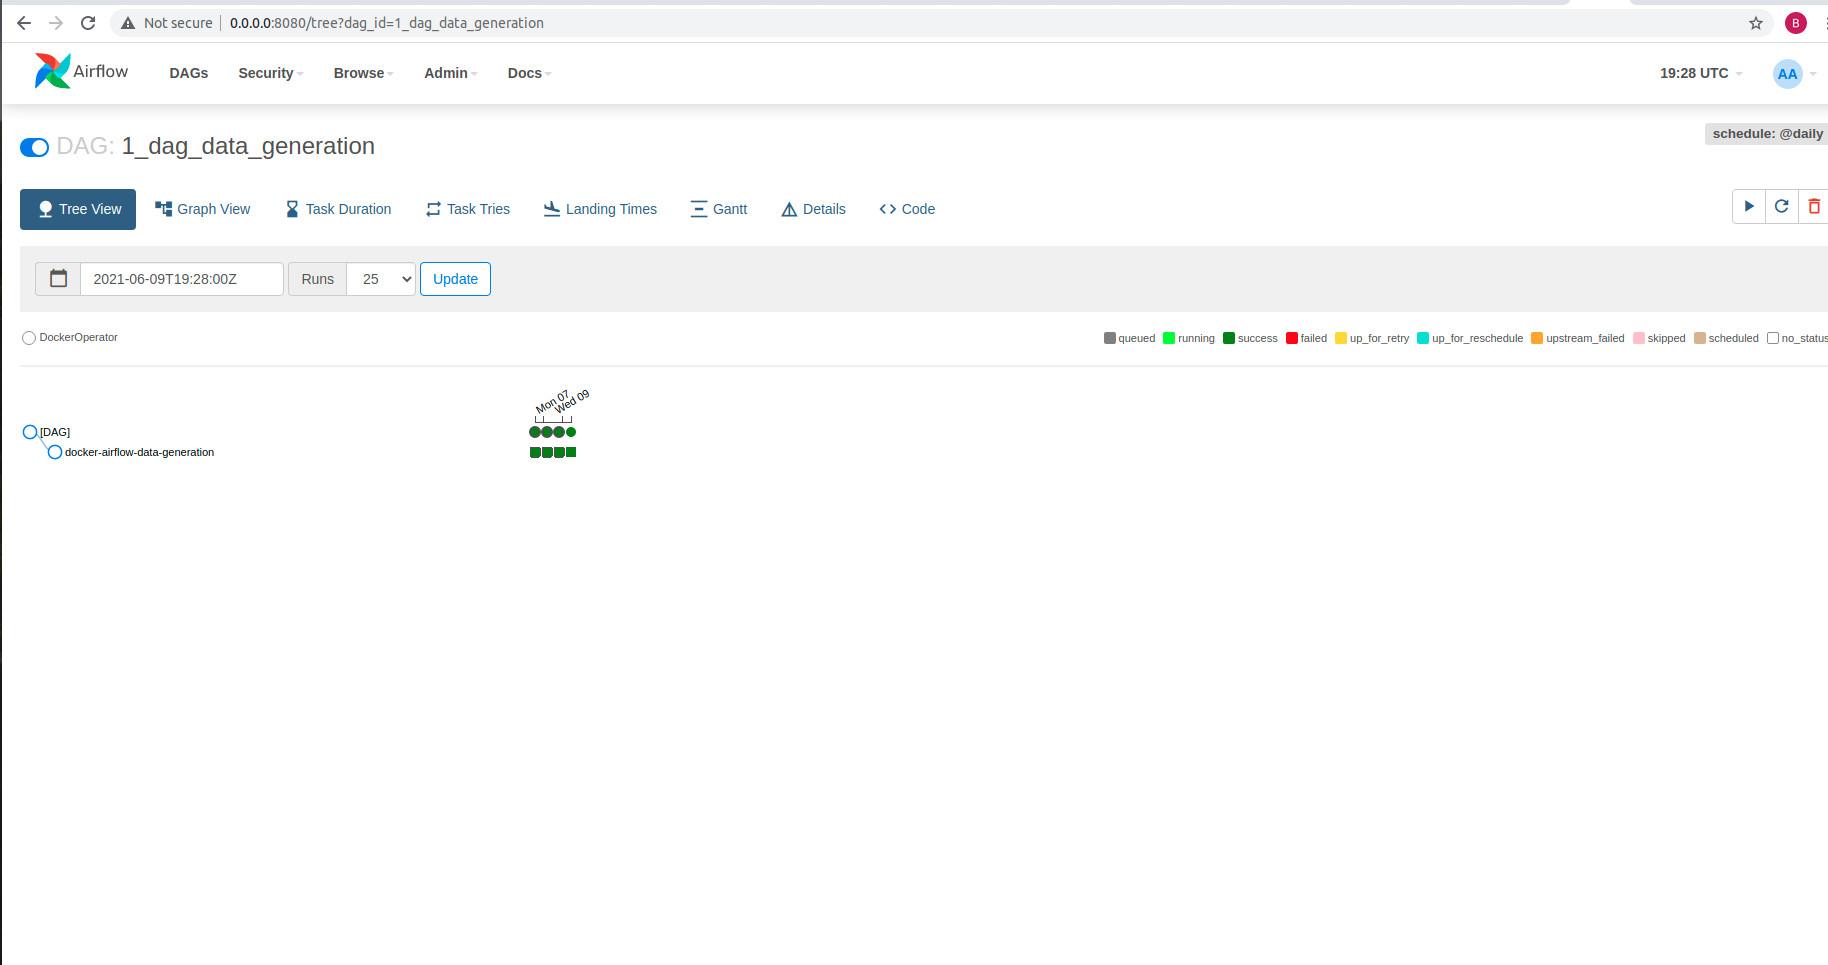 Not secure | 0.0.0.0:8080/tree?dag_id=1_dag_data_generation B
Airflow DAGs Security Browse Admin Docs 19:28 UTC AA
DAG: 1_dag_data_generation schedule: @daily
Tree View Graph View Task Duration Task Tries Landing Times Gantt Details Code
2021-06-09T19:28:00Z Runs 25 Update
DockerOperator queued running success failed up_for_retry up_for_reschedule upstream_failed skipped scheduled no_status
Mon 07 Wed 09
[DAG]
docker-airflow-data-generation